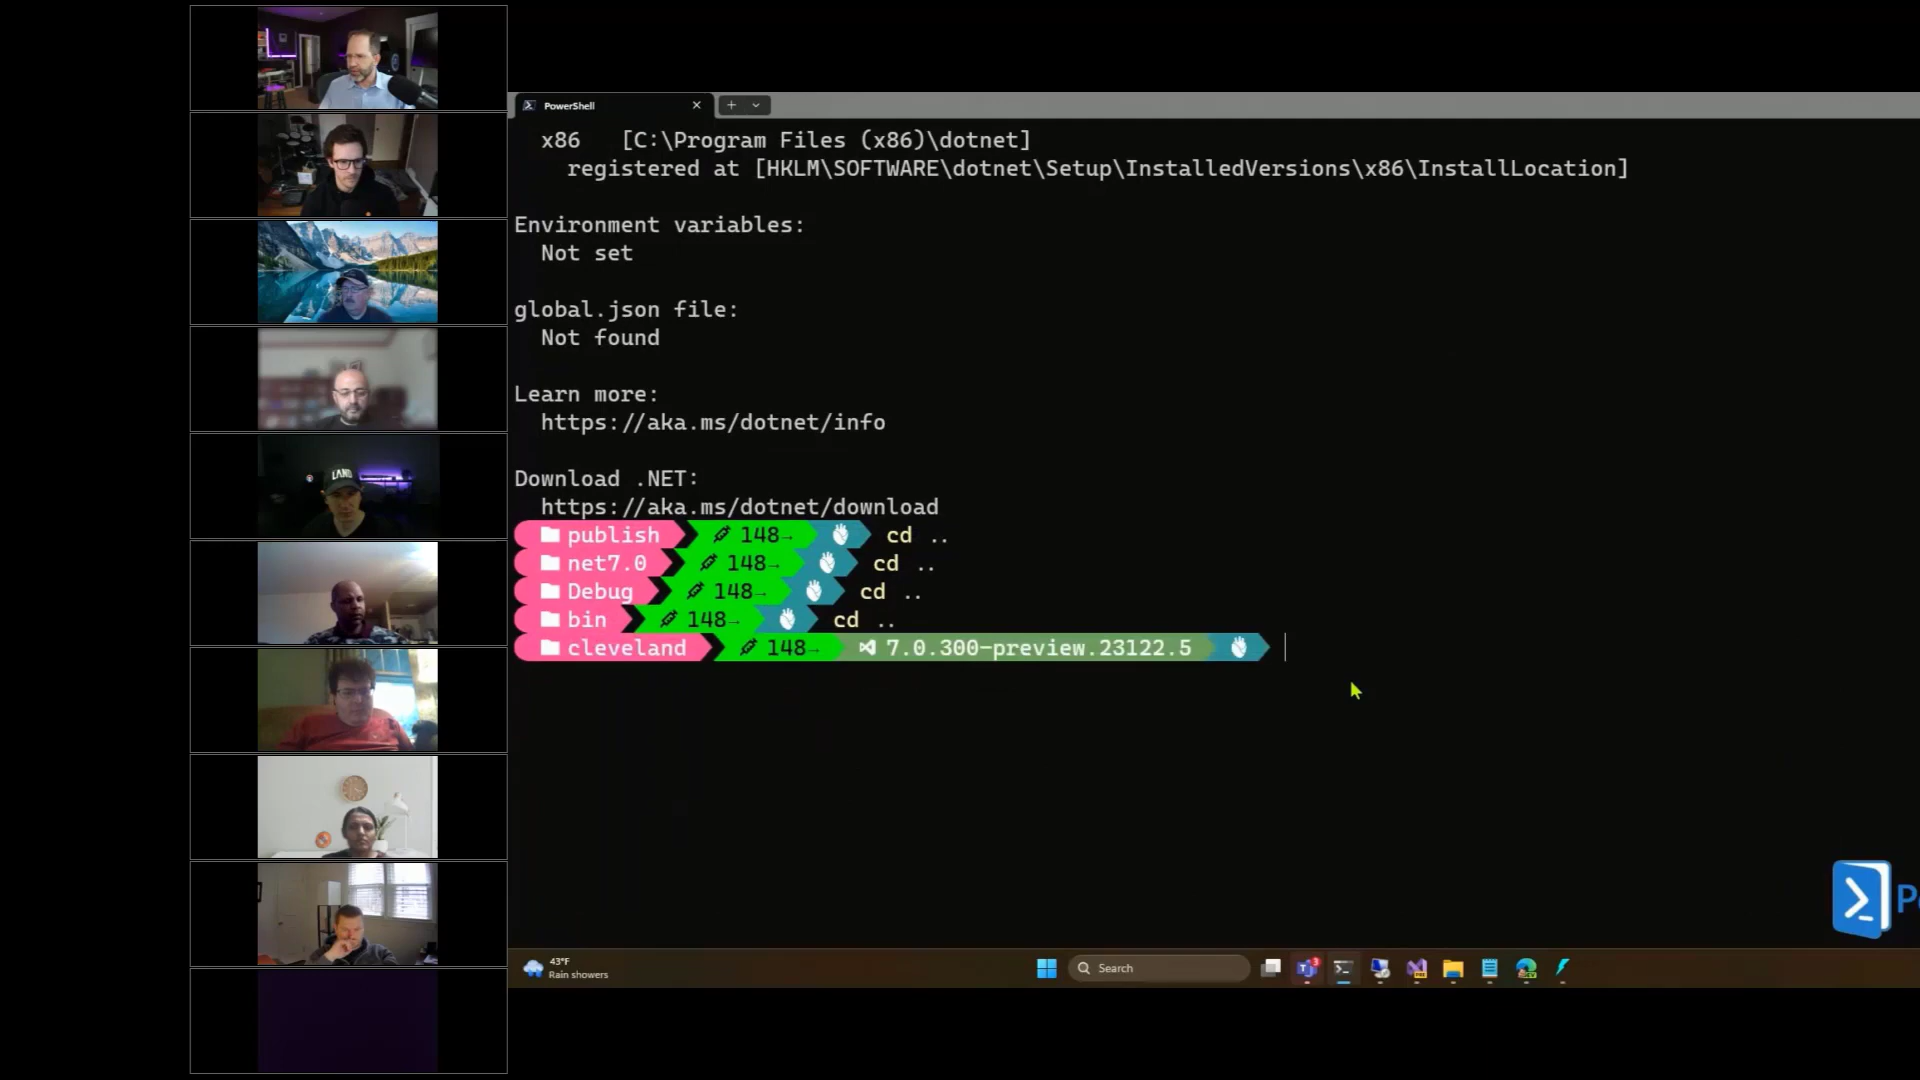 LAND
PowerShell
x86 [C:\Program Files (x86)\dotnet]
registered at [HKLM\SOFTWARE\dotnet\Setup\InstalledVersions\x86\InstallLocation]
Environment variables:
Not set
global.json file:
Not found
Learn more:
https://aka.ms/dotnet/info
Download .NET:
https://aka.ms/dotnet/download
publish 148→ cd ..
net7.0 148→ cd ..
Debug 148→ cd ..
bin 148→ cd ..
cleveland 148→ 7.0.300-preview.23122.5
43°F
Rain showers
Search
3